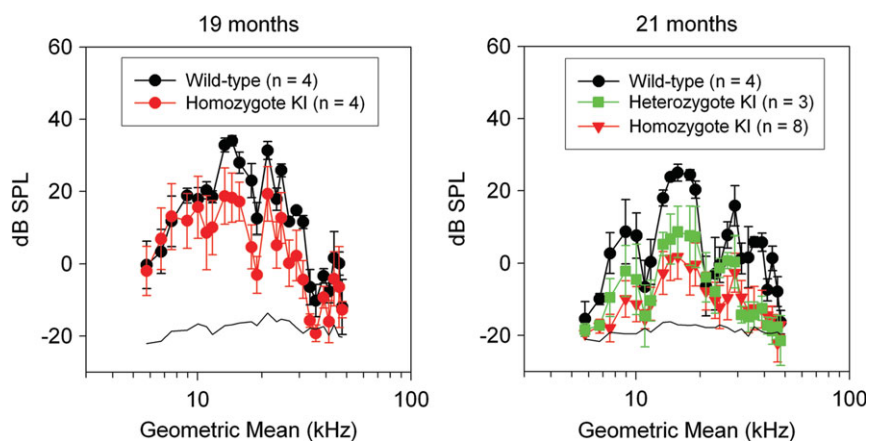 19 months
60
40
20
0
-20
dB SPL
Wild-type (n = 4)
Homozygote KI (n = 4)
10
100
Geometric Mean (kHz)
21 months
60
40
20
0
-20
dB SPL
Wild-type (n = 4)
Heterozygote KI (n = 3)
Homozygote KI (n = 8)
10
100
Geometric Mean (kHz)